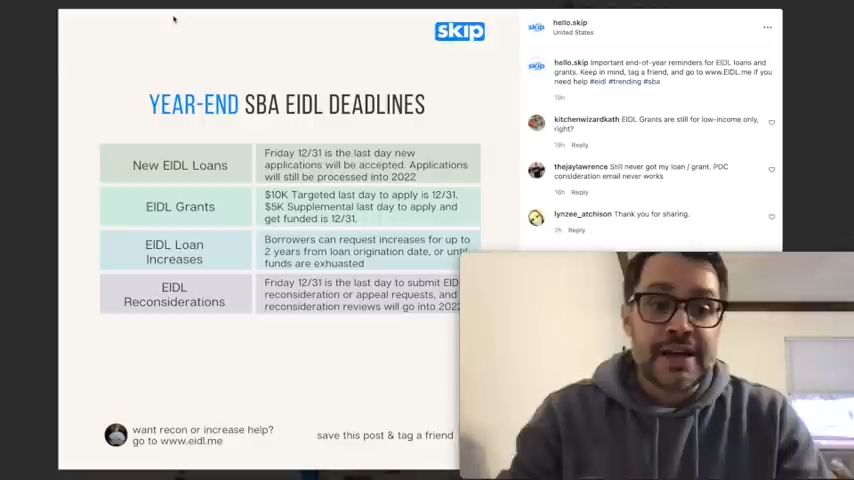 skip
YEAR-END SBA EIDL DEADLINES
New EIDL Loans
Friday 12/31 is the last day new
applications will be accepted. Applications
will still be processed into 2022
EIDL Grants
$10K Targeted last day to apply is 12/31.
$5K Supplemental last day to apply and
get funded is 12/31.
EIDL Loan
Increases
Borrowers can request increases for up to
2 years from loan origination date, or until
funds are exhuasted
EIDL
Reconsiderations
Friday 12/31 is the last day to submit EID
reconsideration or appeal requests, and
reconsideration reviews will go into 2022
want recon or increase help?
go to www.eidl.me
save this post & tag a friend
skip
hello.skip
United States
skip
hello.skip Important end-of-year reminders for EIDL loans and
grants. Keep in mind, tag a friend, and go to www.EIDL.me if you
need help #eidl #trending #sba
19h
kitchenwizardkath EIDL Grants are still for low-income only,
right?
19h Reply
thejaylawrence Still never got my loan / grant. PDC
consideration email never works
16h Reply
lynzee_atchison Thank you for sharing.
2h Reply